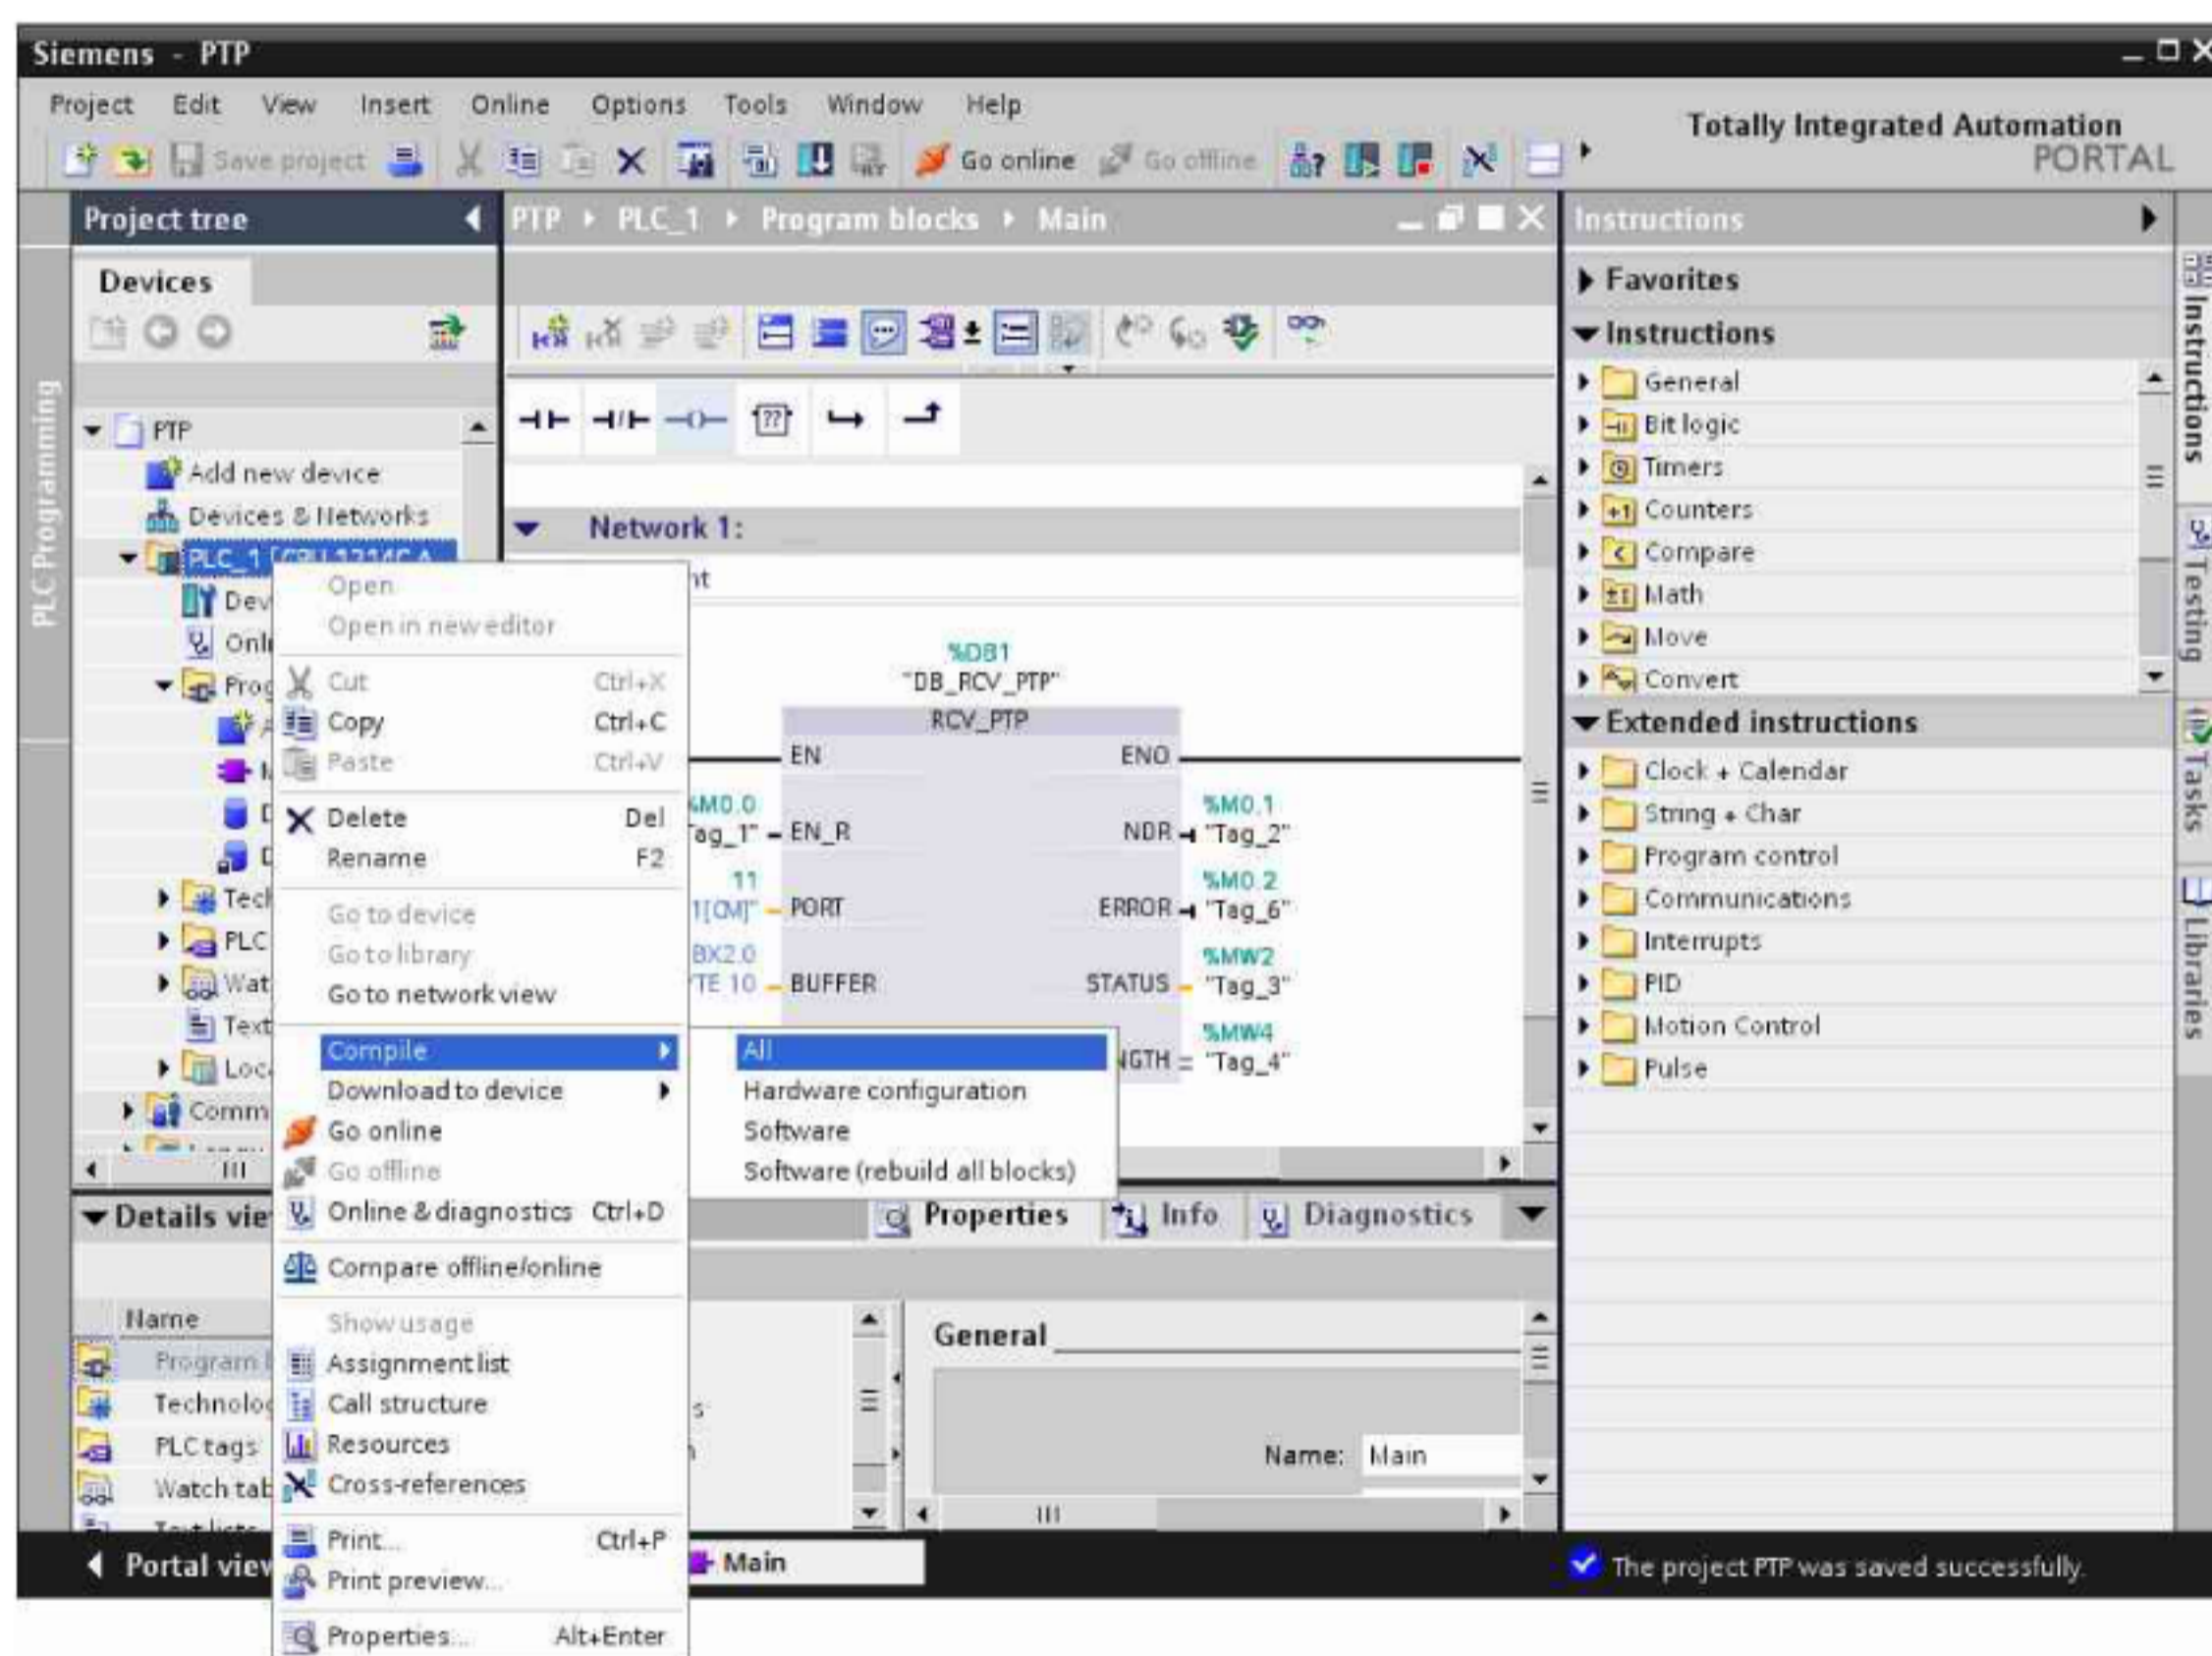 Siemens - PTP
Project Edit View Insert Online Options Tools Window Help
Totally Integrated Automation
PORTAL
Save project Go online Go offline
Project tree
PTP PLC_1 Program blocks Main
Instructions
Devices
Favorites
Instructions
PLC Programming
PTP
Add new device
Devices & Networks
PLC_1
Network 1:
General
Bit logic
Timers
Counters
Compare
Math
Move
Convert
Extended instructions
Clock + Calendar
String + Char
Program control
Communications
Interrupts
PID
Motion Control
Pulse
Instructions
Testing
Tasks
Libraries
Open
Open in new editor
Cut Ctrl+X
Copy Ctrl+C
Paste Ctrl+V
Delete Del
Rename F2
Go to device
Go to library
Go to network view
Compile
Download to device
Go online
Go offline
Online & diagnostics Ctrl+D
Compare offline/online
Show usage
Assignment list
Call structure
Resources
Cross-references
Print... Ctrl+P
Print preview...
Properties... Alt+Enter
All
Hardware configuration
Software
Software (rebuild all blocks)
%DB1
"DB_RCV_PTP"
RCV_PTP
EN ENO
%M0.1
EN_R NDR "Tag_2"
11 %M0.2
PORT ERROR "Tag_6"
%MW2
BUFFER STATUS "Tag_3"
%MW4
"Tag_4"
Properties Info Diagnostics
General
Name: Main
Details
Name
Program
PLC tags
Watch
Portal
Main
The project PTP was saved successfully.